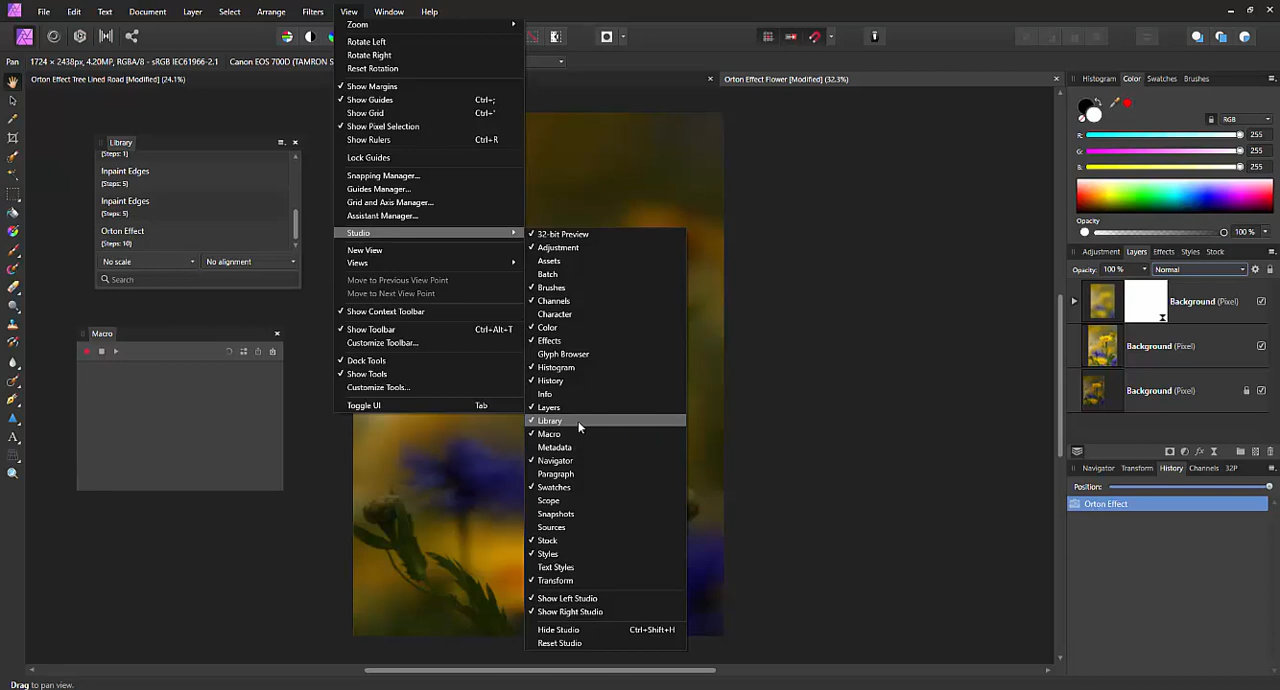 File Edit Text Document Layer Select Arrange Filters View Window Help
Pan 1724 x 2438px, 4.20MP, RGBA/16 - sRGB IEC61966-2.1 Canon EOS 700D (TAMRON S
Orton Effect Tree Lined Road [Modified] (24.1%)
Orton Effect Flower [Modified] (32.3%)
Library
[Steps: 1]
Inpaint Edges
[Steps: 5]
Inpaint Edges
[Steps: 5]
Orton Effect
[Steps: 10]
No scale No alignment
Search
Macro
Zoom
Rotate Left
Rotate Right
Reset Rotation
Show Margins
Show Guides Ctrl+;
Show Grid Ctrl+'
Show Pixel Selection
Show Rulers Ctrl+R
Lock Guides
Snapping Manager...
Guides Manager...
Grid and Axis Manager...
Assistant Manager...
Studio
New View
Views
Move to Previous View Point
Move to Next View Point
Show Context Toolbar
Show Toolbar Ctrl+Alt+T
Customize Toolbar...
Dock Tools
Show Tools
Customize Tools...
Toggle UI Tab
32-bit Preview
Adjustment
Assets
Batch
Brushes
Channels
Character
Color
Effects
Glyph Browser
Histogram
History
Info
Layers
Library
Macro
Metadata
Navigator
Paragraph
Swatches
Scope
Snapshots
Sources
Stock
Styles
Text Styles
Transform
Show Left Studio
Show Right Studio
Hide Studio Ctrl+Shift+H
Reset Studio
Histogram Color Swatches Brushes
RGB
R: 255
G: 255
B: 255
Opacity
100 %
Adjustment Layers Effects Styles Stock
Opacity: 100 % Normal
Background (Pixel)
Background (Pixel)
Background (Pixel)
Navigator Transform History Channels 32P
Position:
Orton Effect
Drag to pan view.